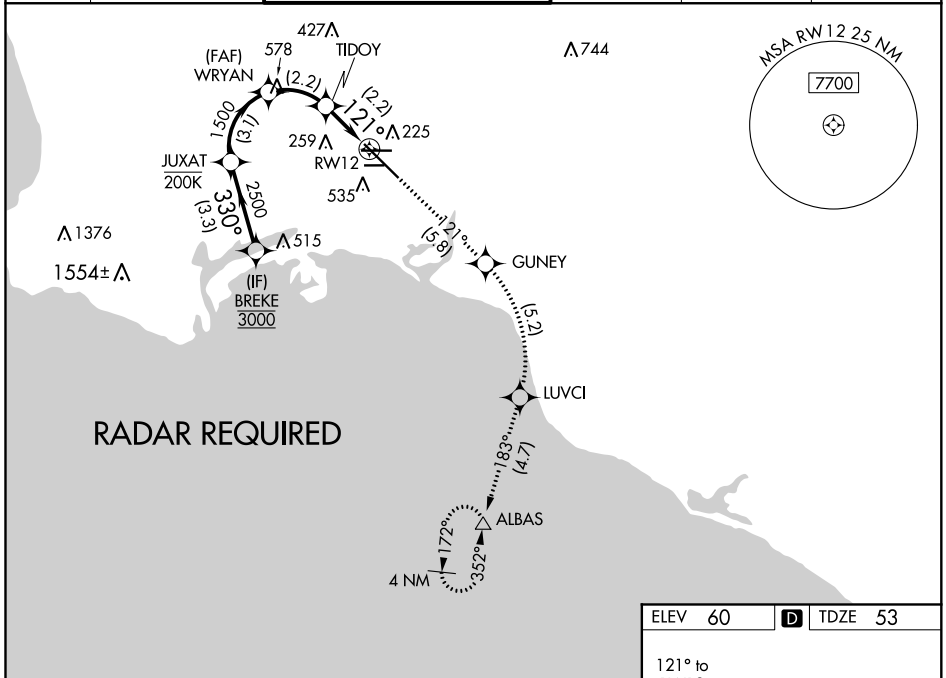 427
578
TIDOY
(FAF)
WRYAN
(2.2)
744
MSA RW 12 25 NM
7700
1500
(3.1)
(2.2)
121°
225
259
RW12
535
JUXAT
200K
2500
330°
(3.3)
1376
1554±
515
(IF)
BREKE
3000
121°
(5.8)
GUNEY
(5.2)
LUVCI
RADAR REQUIRED
183°
(4.7)
ALBAS
172°
352°
4 NM
ELEV 60 D TDZE 53
121° to